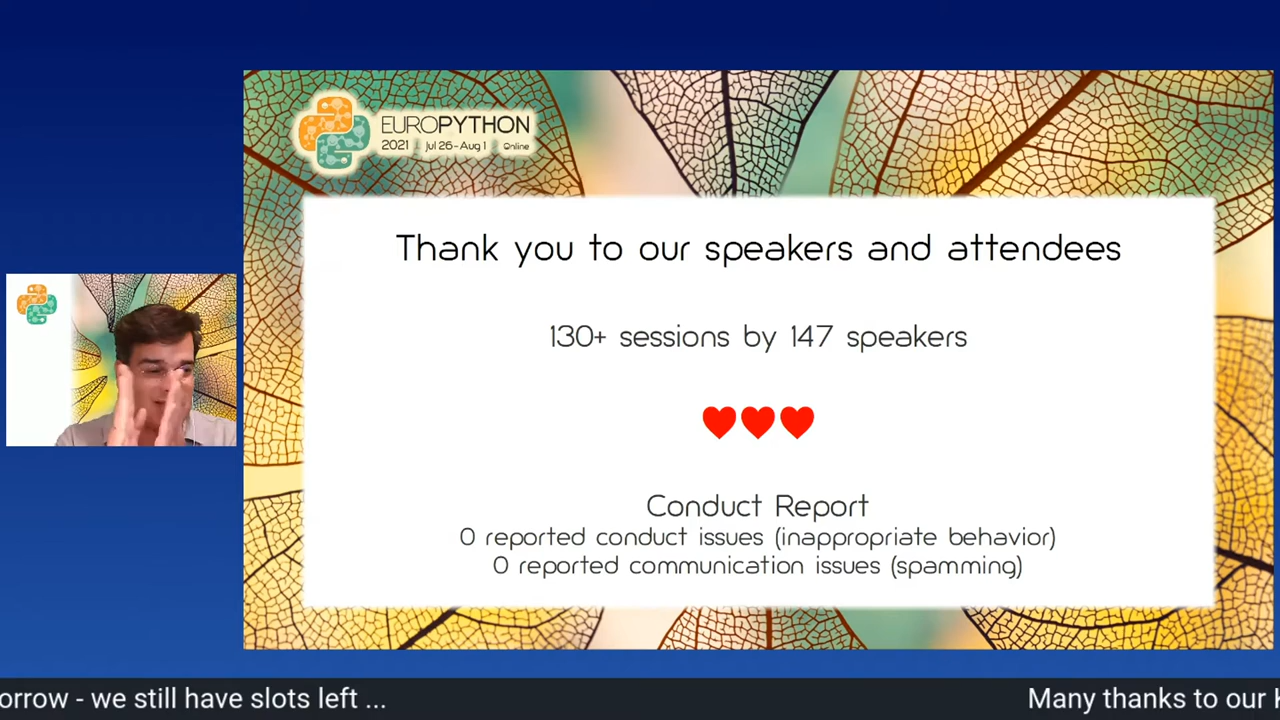 EUROPYTHON
2021 Jul 26-Aug 1 Online
Thank you to our speakers and attendees
130+ sessions by 147 speakers
Conduct Report
0 reported conduct issues (inappropriate behavior)
0 reported communication issues (spamming)
orrow - we still have slots left ...
Many thanks to our